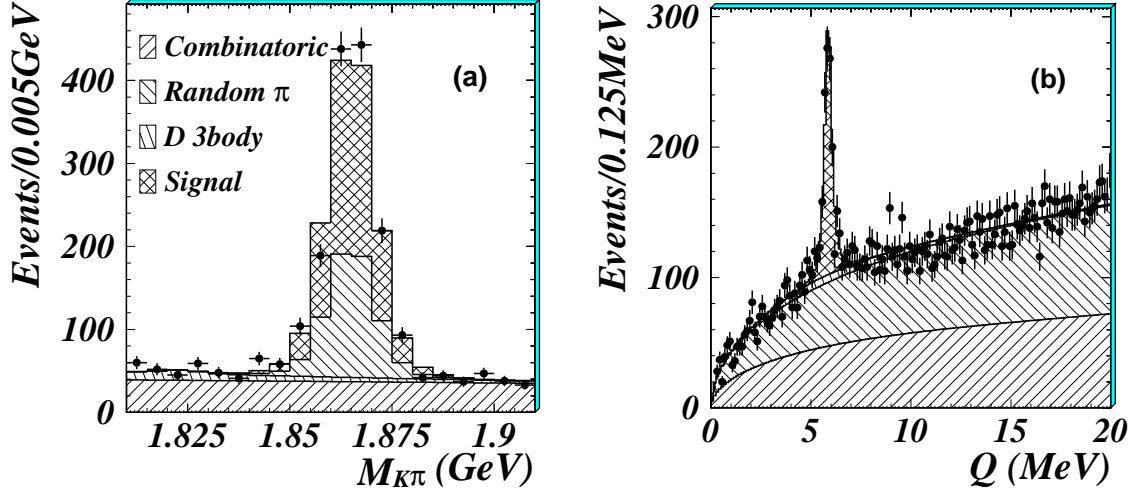 Events/0.005GeV
400
300
200
100
0
Combinatoric
Random π
D 3body
Signal
(a)
1.825 1.85 1.875 1.9
M_Kπ (GeV)
Events/0.125MeV
300
200
100
0
(b)
0 5 10 15 20
Q (MeV)